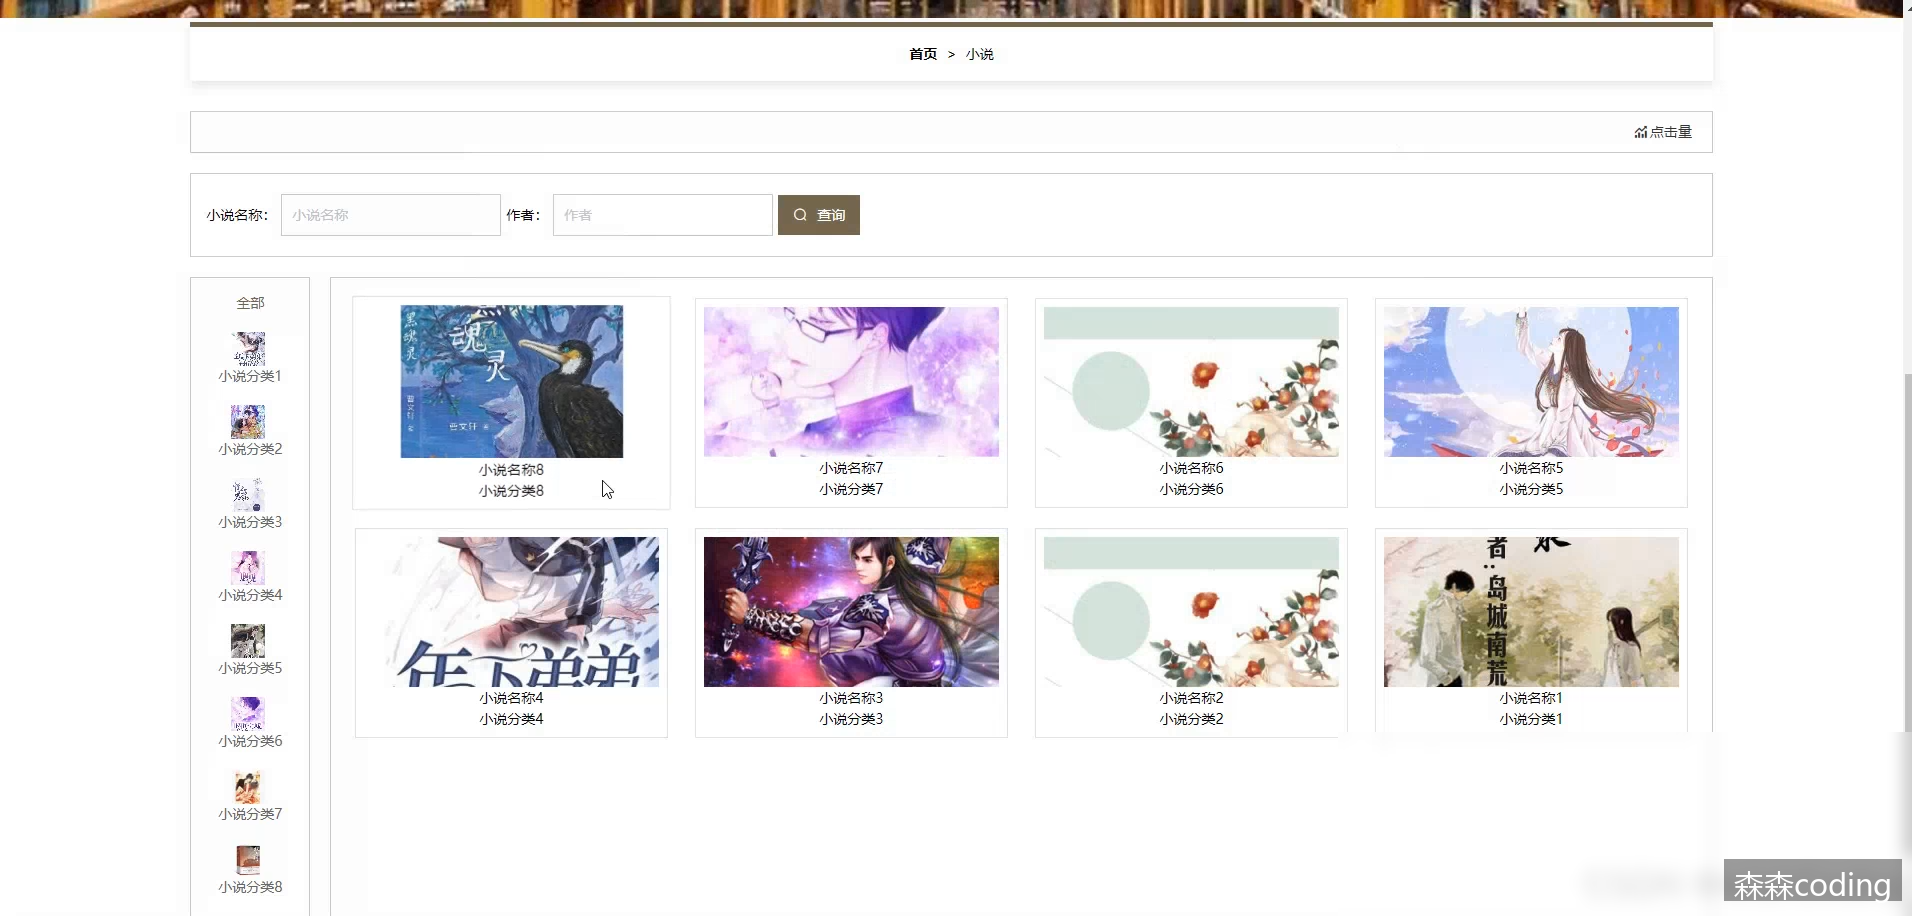 首页 > 小说
点击量
小说名称： 小说名称 作者： 作者 查询
全部
小说分类1
小说分类2
小说分类3
小说分类4
小说分类5
小说分类6
小说分类7
小说分类8
黑魂灵
魂灵
曹文轩
曹文轩 著
小说名称8
小说分类8
小说名称7
小说分类7
小说名称6
小说分类6
小说名称5
小说分类5
年下弟弟
小说名称4
小说分类4
小说名称3
小说分类3
小说名称2
小说分类2
者:岛城南荒
小说名称1
小说分类1
森森coding